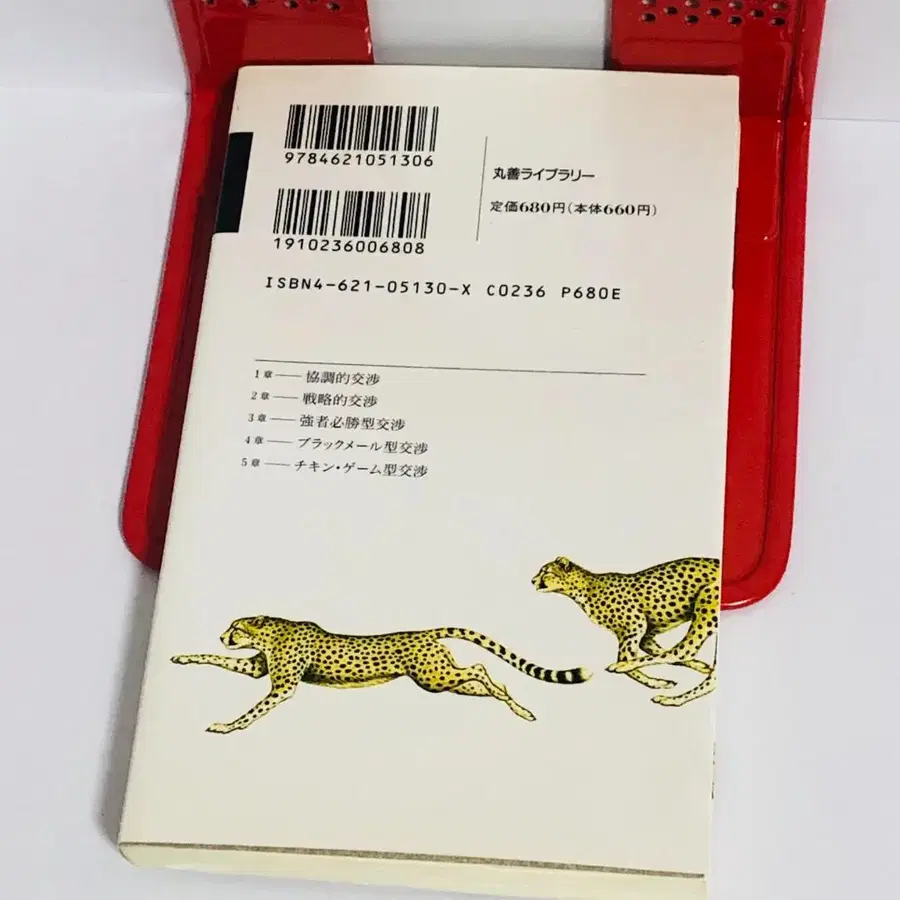 9784621051306
丸善ライブラリー
定価680円(本体660円)
1910236006808
ISBN4-621-05130-X C0236 P680E
1章——協調的交渉
2章——戦略的交渉
3章——強者必勝型交渉
4章——ブラックメール型交渉
5章——チキン・ゲーム型交渉